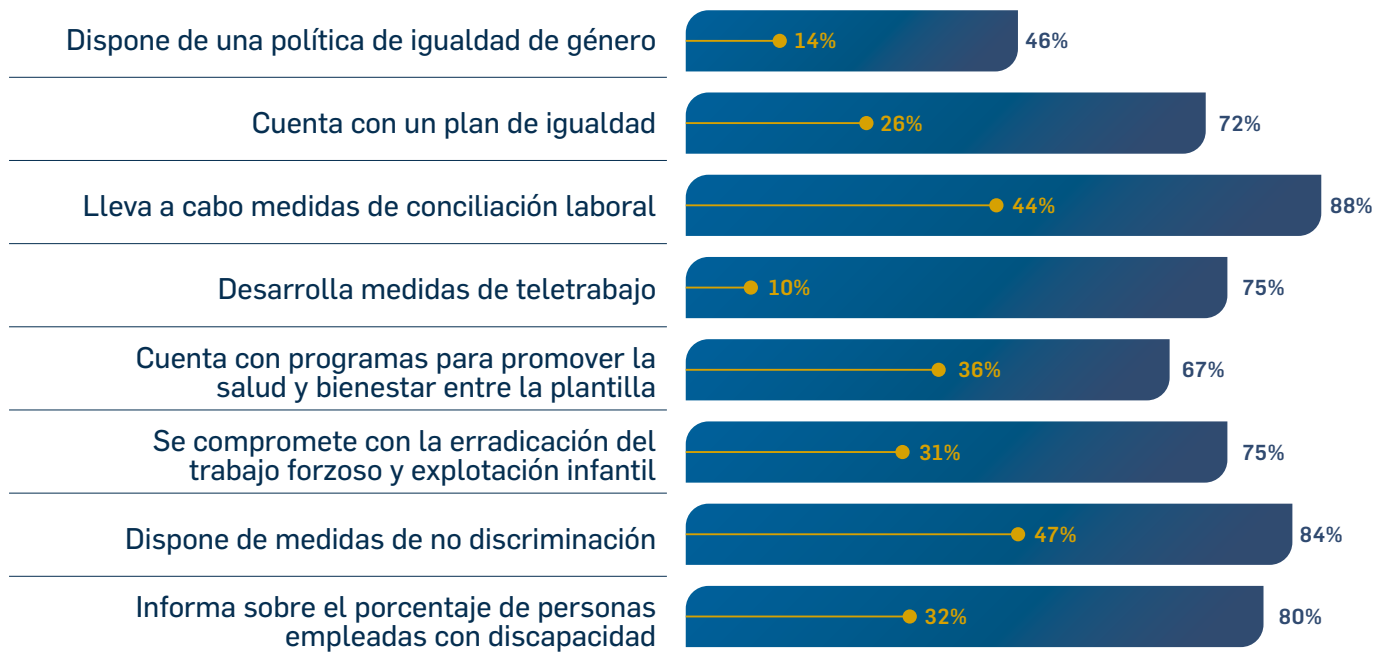 Dispone de una política de igualdad de género
14%
46%
Cuenta con un plan de igualdad
26%
72%
Lleva a cabo medidas de conciliación laboral
44%
88%
Desarrolla medidas de teletrabajo
10%
75%
Cuenta con programas para promover la
salud y bienestar entre la plantilla
36%
67%
Se compromete con la erradicación del
trabajo forzoso y explotación infantil
31%
75%
Dispone de medidas de no discriminación
47%
84%
Informa sobre el porcentaje de personas
empleadas con discapacidad
32%
80%